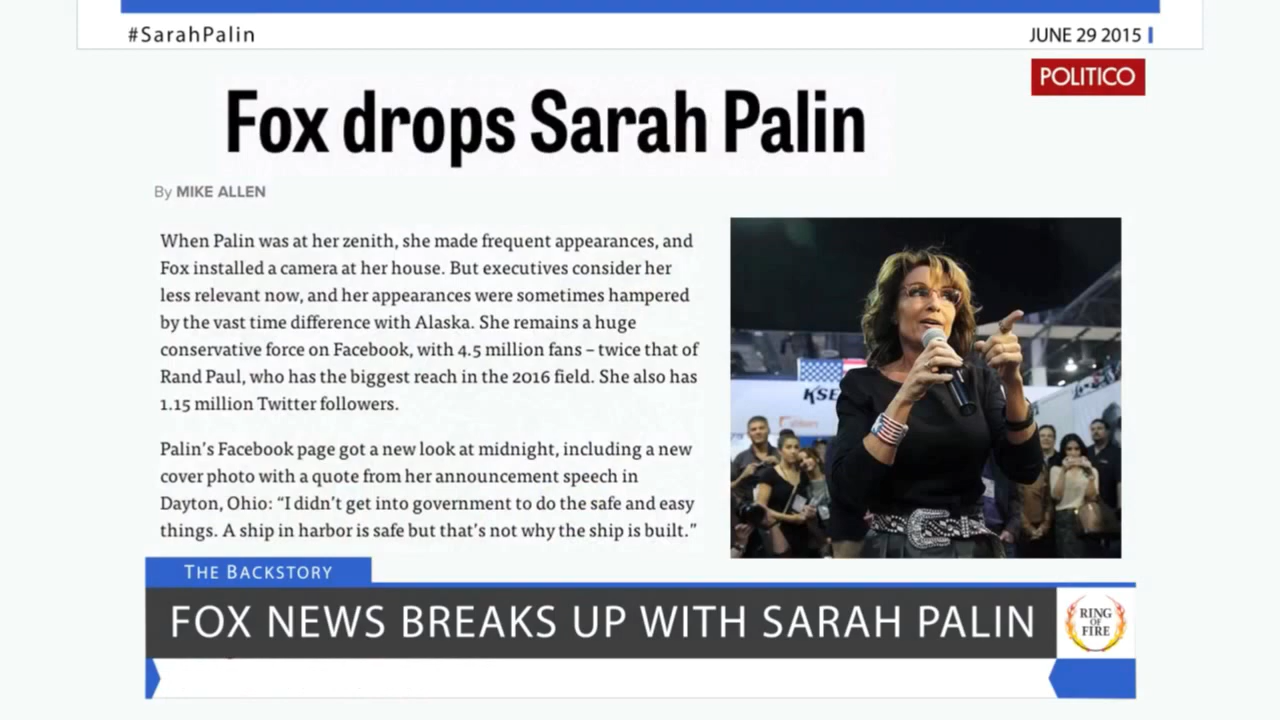 #SarahPalin
JUNE 29 2015
POLITICO
Fox drops Sarah Palin
By MIKE ALLEN
When Palin was at her zenith, she made frequent appearances, and
Fox installed a camera at her house. But executives consider her
less relevant now, and her appearances were sometimes hampered
by the vast time difference with Alaska. She remains a huge
conservative force on Facebook, with 4.5 million fans – twice that of
Rand Paul, who has the biggest reach in the 2016 field. She also has
1.15 million Twitter followers.
Palin’s Facebook page got a new look at midnight, including a new
cover photo with a quote from her announcement speech in
Dayton, Ohio: “I didn’t get into government to do the safe and easy
things. A ship in harbor is safe but that’s not why the ship is built.”
KSE
THE BACKSTORY
FOX NEWS BREAKS UP WITH SARAH PALIN
RING
OF
FIRE